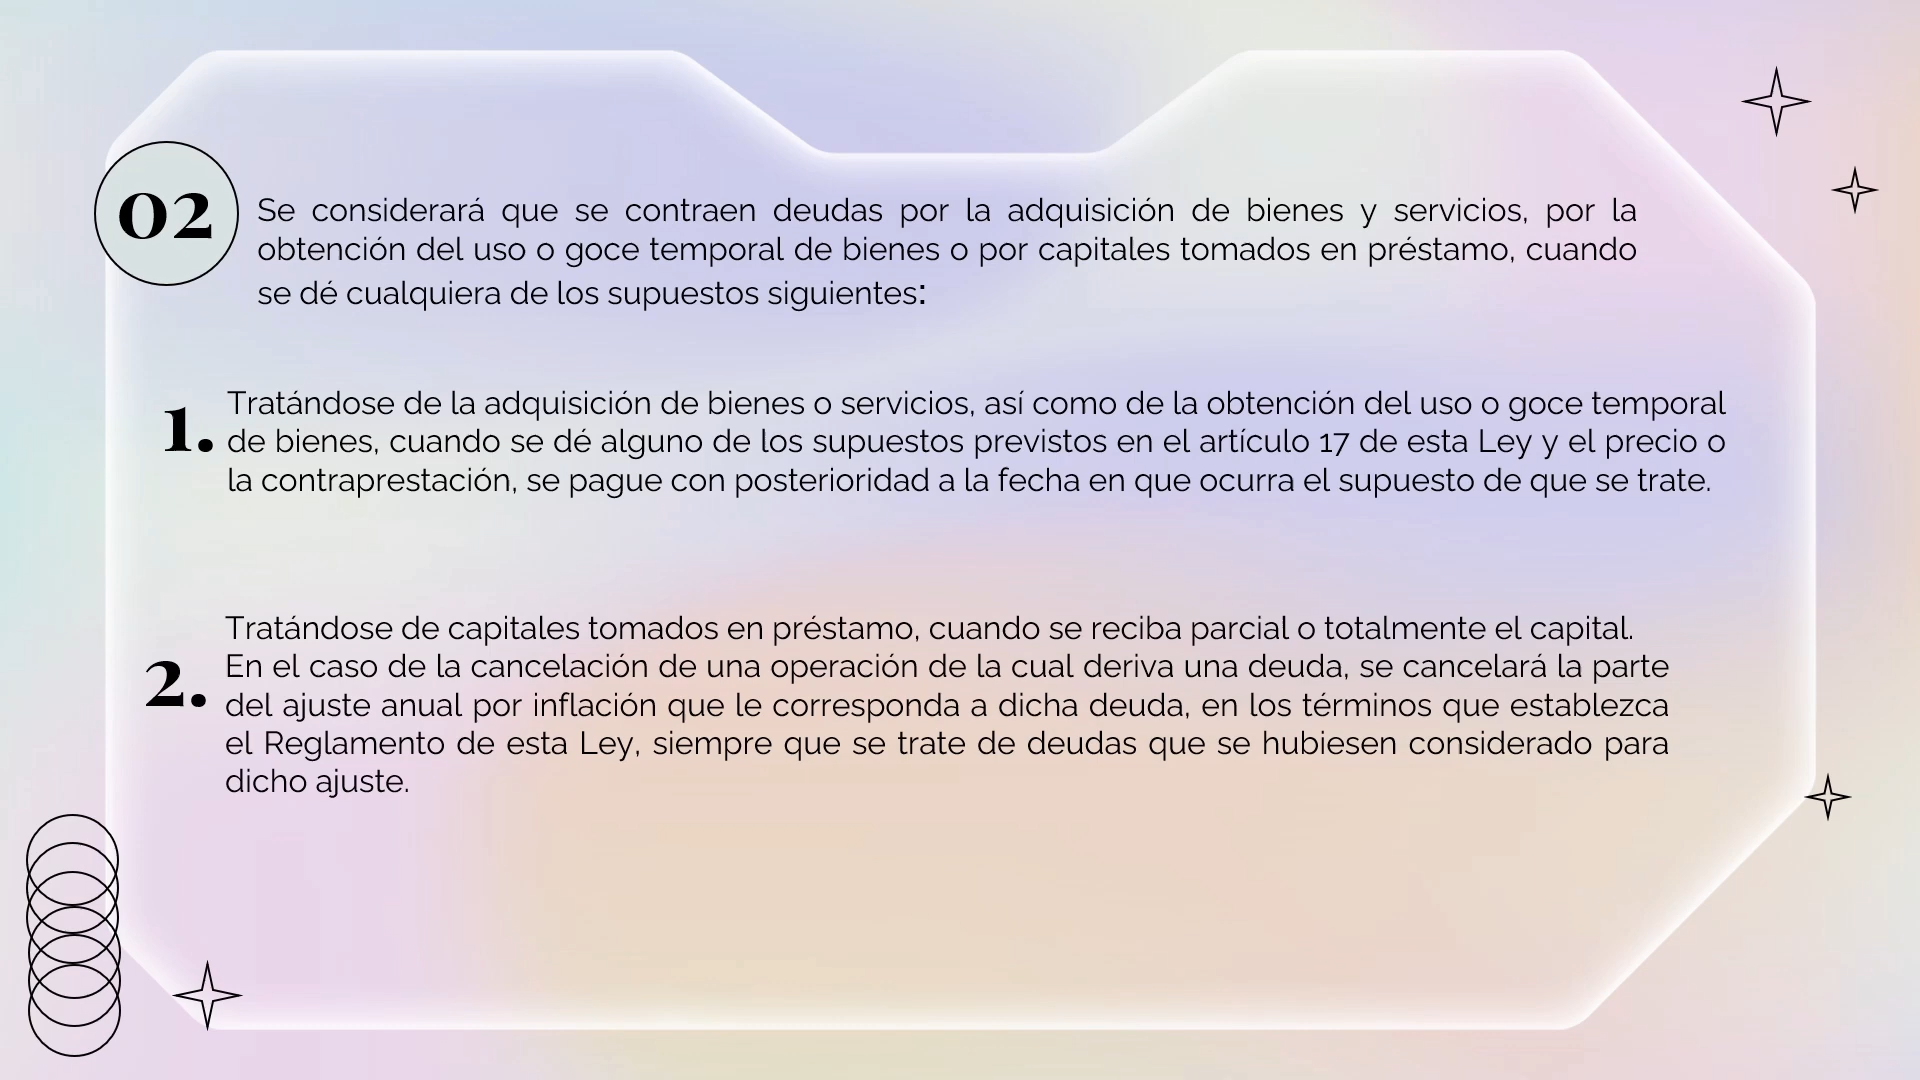 02
Se considerará que se contraen deudas por la adquisición de bienes y servicios, por la
obtención del uso o goce temporal de bienes o por capitales tomados en préstamo, cuando
se dé cualquiera de los supuestos siguientes:
1.
Tratándose de la adquisición de bienes o servicios, así como de la obtención del uso o goce temporal
de bienes, cuando se dé alguno de los supuestos previstos en el artículo 17 de esta Ley y el precio o
la contraprestación, se pague con posterioridad a la fecha en que ocurra el supuesto de que se trate.
2.
Tratándose de capitales tomados en préstamo, cuando se reciba parcial o totalmente el capital.
En el caso de la cancelación de una operación de la cual deriva una deuda, se cancelará la parte
del ajuste anual por inflación que le corresponda a dicha deuda, en los términos que establezca
el Reglamento de esta Ley, siempre que se trate de deudas que se hubiesen considerado para
dicho ajuste.